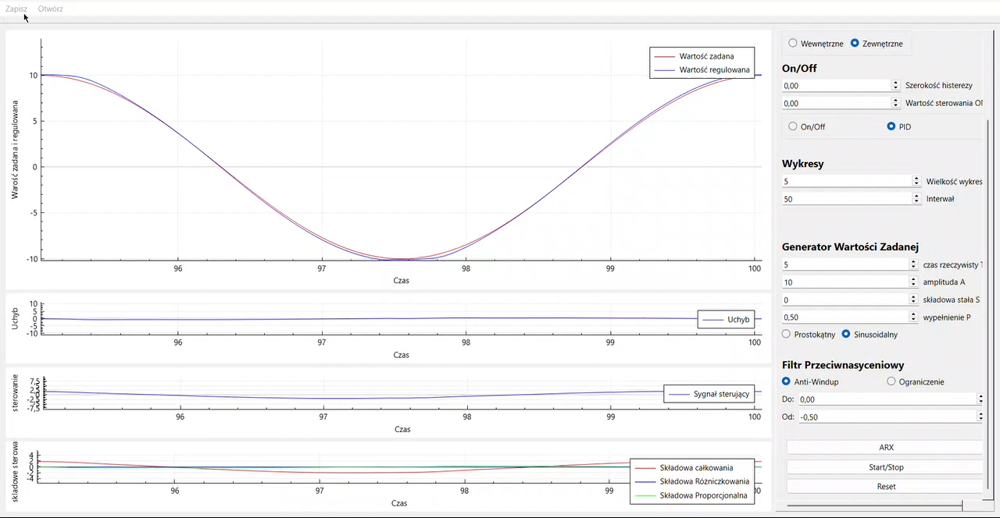 Zapisz Otwórz
Wartość zadana i regulowana
10
5
0
-5
-10
96 97 98 99 100
Czas
Wartość zadana
Wartość regulowana
Uchyb
10
5
0
-5
-10
96 97 98 99 100
Czas
Uchyb
sterowanie
7,5
2,5
-2,5
-7,5
96 97 98 99 100
Czas
Sygnał sterujący
składowe sterowa
4
2
0
-2
-4
96 97 98 99 100
Czas
Składowa całkowania
Składowa Różniczkowania
Składowa Proporcjonalna
Wewnętrzne Zewnętrzne
On/Off
0,00 Szerokość histerezy
0,00 Wartość sterowania
On/Off PID
Wykresy
5 Wielkość wykres
50 Interwał
Generator Wartości Zadanej
5 czas rzeczywisty
10 amplituda A
0 składowa stała S
0,50 wypełnienie P
Prostokątny Sinusoidalny
Filtr Przeciwnasyceniowy
Anti-Windup Ograniczenie
Do: 0,00
Od: -0,50
ARX
Start/Stop
Reset